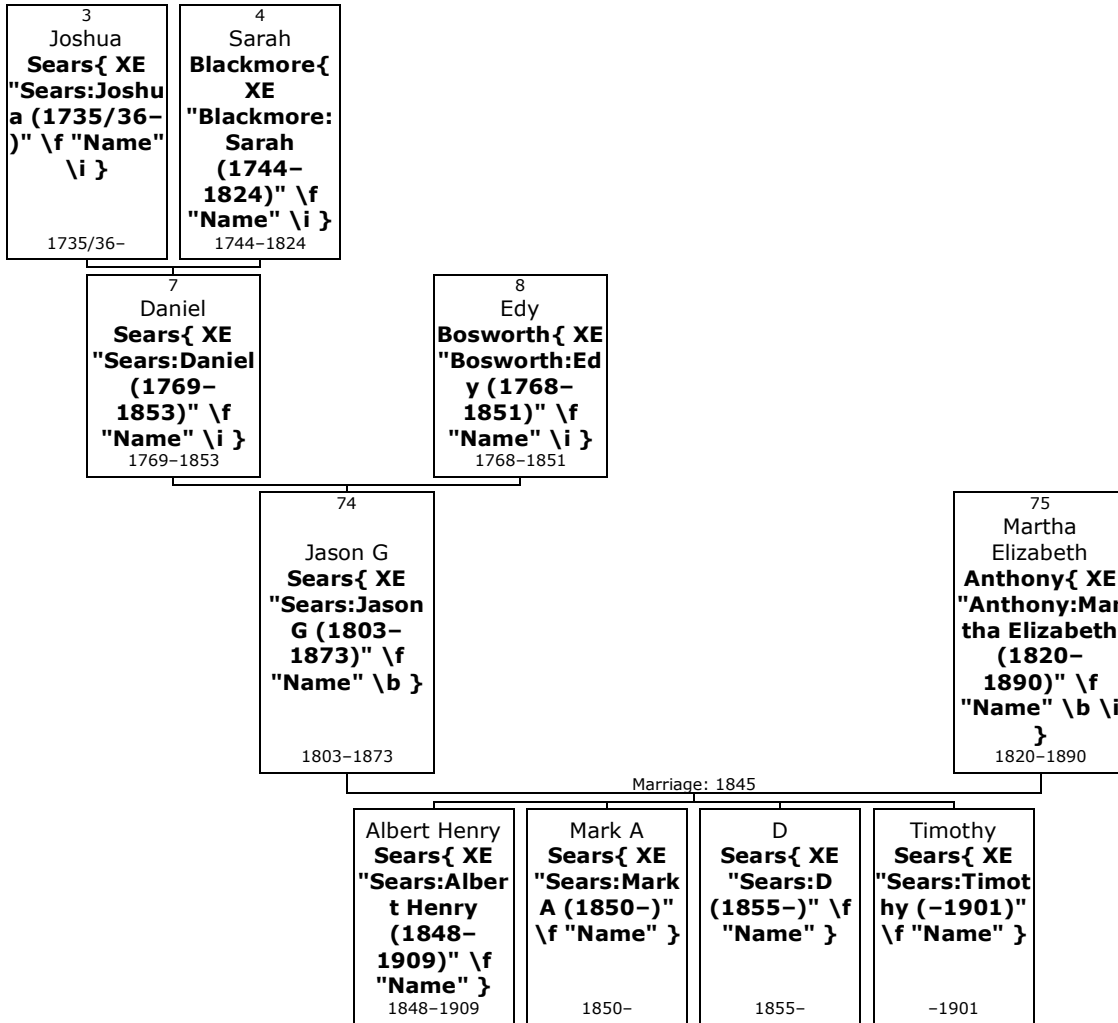 3
Joshua
Sears{ XE
"Sears:Joshu
a (1735/36–
)" \f "Name"
\i }
1735/36–
4
Sarah
Blackmore{
XE
"Blackmore:
Sarah
(1744–
1824)" \f
"Name" \i }
1744–1824
7
Daniel
Sears{ XE
"Sears:Daniel
(1769–
1853)" \f
"Name" \i }
1769–1853
8
Edy
Bosworth{ XE
"Bosworth:Ed
y (1768–
1851)" \f
"Name" \i }
1768–1851
74
Jason G
Sears{ XE
"Sears:Jason
G (1803–
1873)" \f
"Name" \b }
1803–1873
75
Martha
Elizabeth
Anthony{ XE
"Anthony:Mar
tha Elizabeth
(1820–
1890)" \f
"Name" \b \i
}
1820–1890
Marriage: 1845
Albert Henry
Sears{ XE
"Sears:Alber
t Henry
(1848–
1909)" \f
"Name" }
1848–1909
Mark A
Sears{ XE
"Sears:Mark
A (1850–)"
\f "Name" }
1850–
D
Sears{ XE
"Sears:D
(1855–)" \f
"Name" }
1855–
Timothy
Sears{ XE
"Sears:Timot
hy (–1901)"
\f "Name" }
–1901